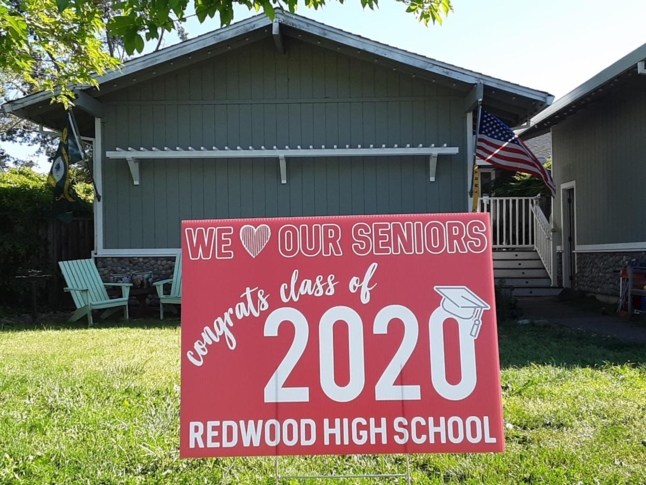 WE OUR SENIORS
congrats class of
2020
REDWOOD HIGH SCHOOL